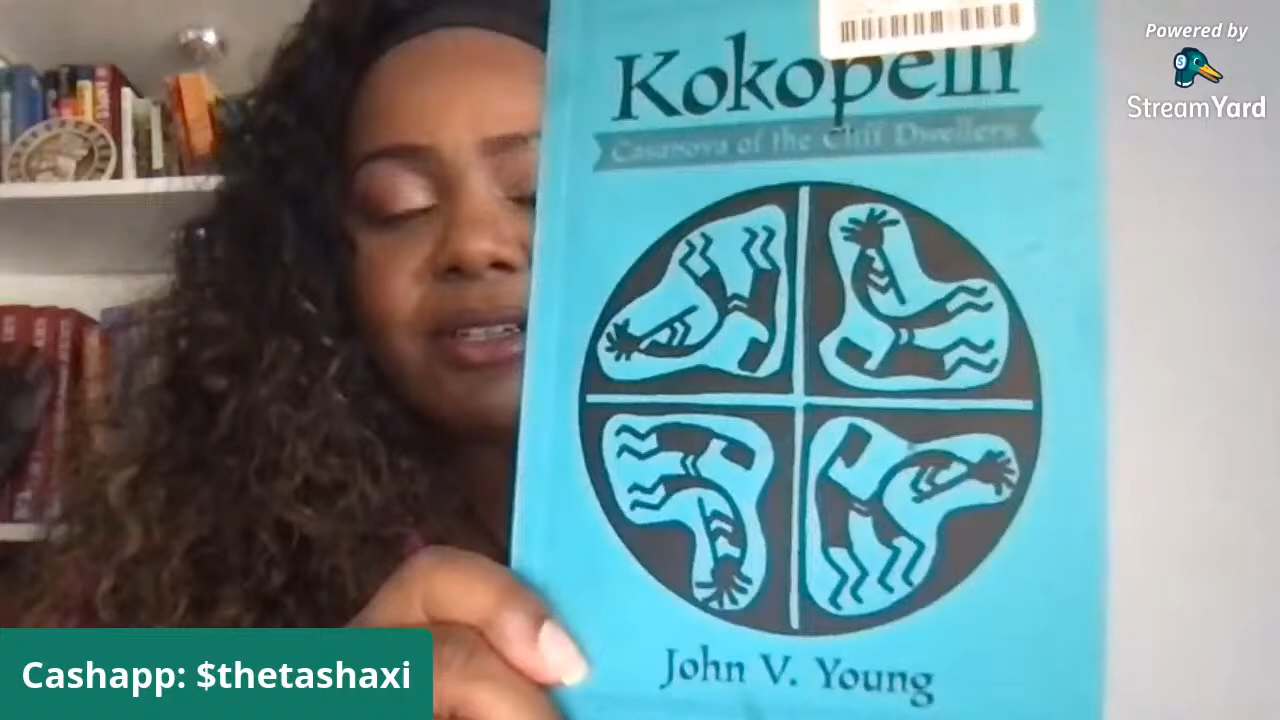 Powered by
StreamYard
Kokopelli
Casanova of the Cliff Dwellers
John V. Young
Cashapp: $thetashaxi